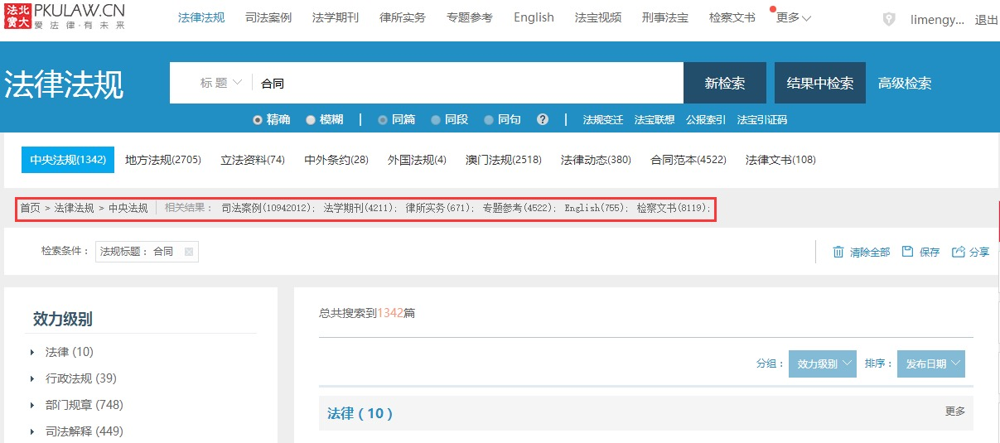 法北寳大 PKULAW.CN 法律法规 司法案例 法学期刊 律所实务 专题参考 English 法宝视频 刑事法宝 检察文书 更多 limengy... 退出
爱法律·有未来
法律法规 标题 合同 新检索 结果中检索 高级检索
精确 模糊 | 同篇 同段 同句 ? | 法规变迁 法宝联想 公报索引 法宝引证码
中央法规(1342) 地方法规(2705) 立法资料(74) 中外条约(28) 外国法规(4) 澳门法规(2518) 法律动态(380) 合同范本(4522) 法律文书(108)
首页 > 法律法规 > 中央法规 | 相关结果： 司法案例(10942012)； 法学期刊(4211)； 律所实务(671)； 专题参考(4522)； English(755)； 检察文书(8119)；
检索条件： 法规标题： 合同 清除全部 保存 分享
效力级别
法律 (10)
行政法规 (39)
部门规章 (748)
司法解释 (449)
总共搜索到1342篇
分组： 效力级别 排序： 发布日期
法律（10） 更多